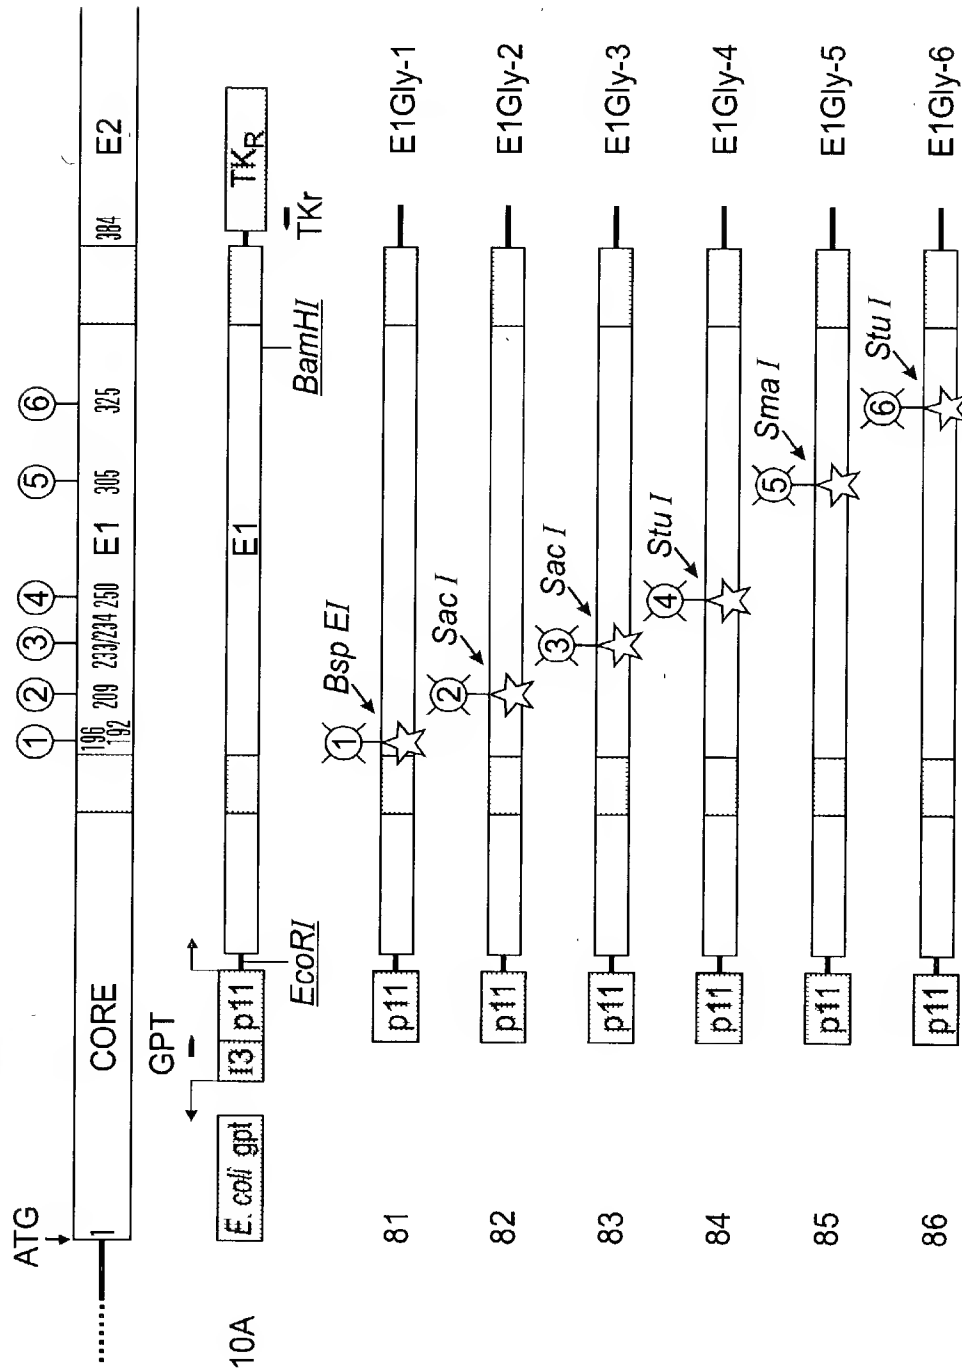 ATG
1 2 3 4 5 6
1 CORE 196 192 209 233/234 250 E1 305 325 384 E2
GPT
10A E. coli gpt I3 p11 E1 TKR
EcoRI BamHI TKr
Bsp EI
1
81 p11 E1Gly-1
Sac I
2
82 p11 E1Gly-2
Sac I
3
83 p11 E1Gly-3
Stu I
4
84 p11 E1Gly-4
Sma I
5
85 p11 E1Gly-5
Stu I
6
86 p11 E1Gly-6